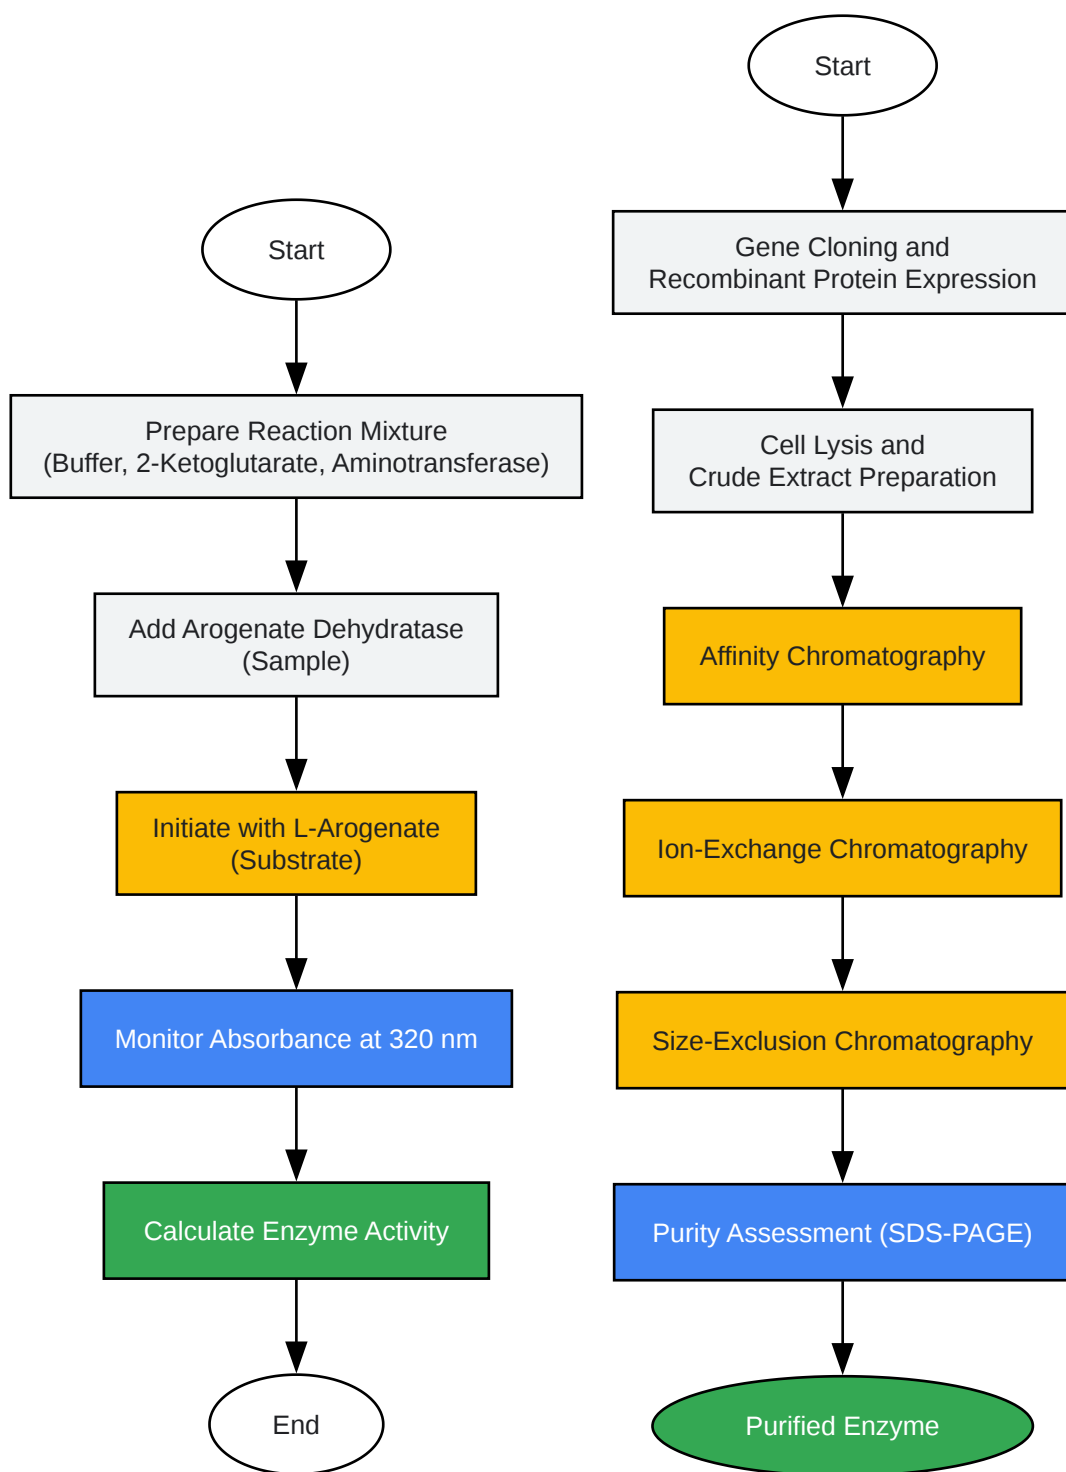 Start
Prepare Reaction Mixture
(Buffer, 2-Ketoglutarate, Aminotransferase)
Add Arogenate Dehydratase
(Sample)
Initiate with L-Arogenate
(Substrate)
Monitor Absorbance at 320 nm
Calculate Enzyme Activity
End
Start
Gene Cloning and
Recombinant Protein Expression
Cell Lysis and
Crude Extract Preparation
Affinity Chromatography
Ion-Exchange Chromatography
Size-Exclusion Chromatography
Purity Assessment (SDS-PAGE)
Purified Enzyme